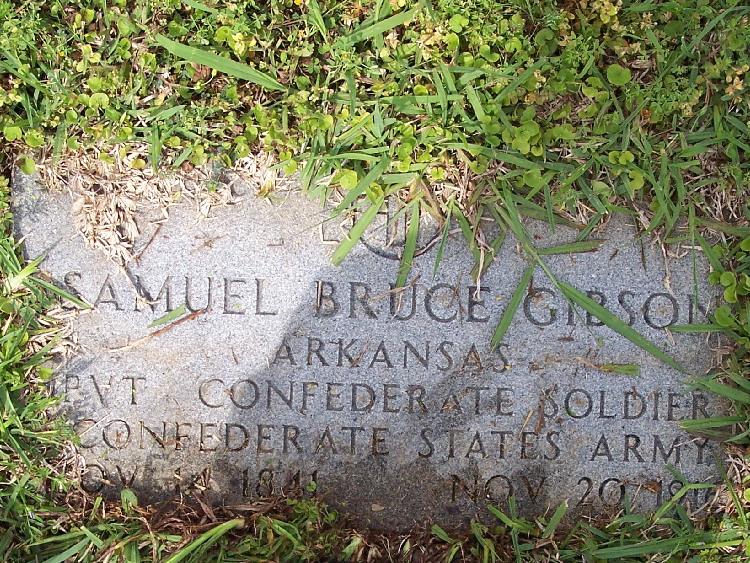 SAMUEL BRUCE GIBSON
ARKANSAS
PVT CONFEDERATE SOLDIER
CONFEDERATE STATES ARMY
1841 NOV 20